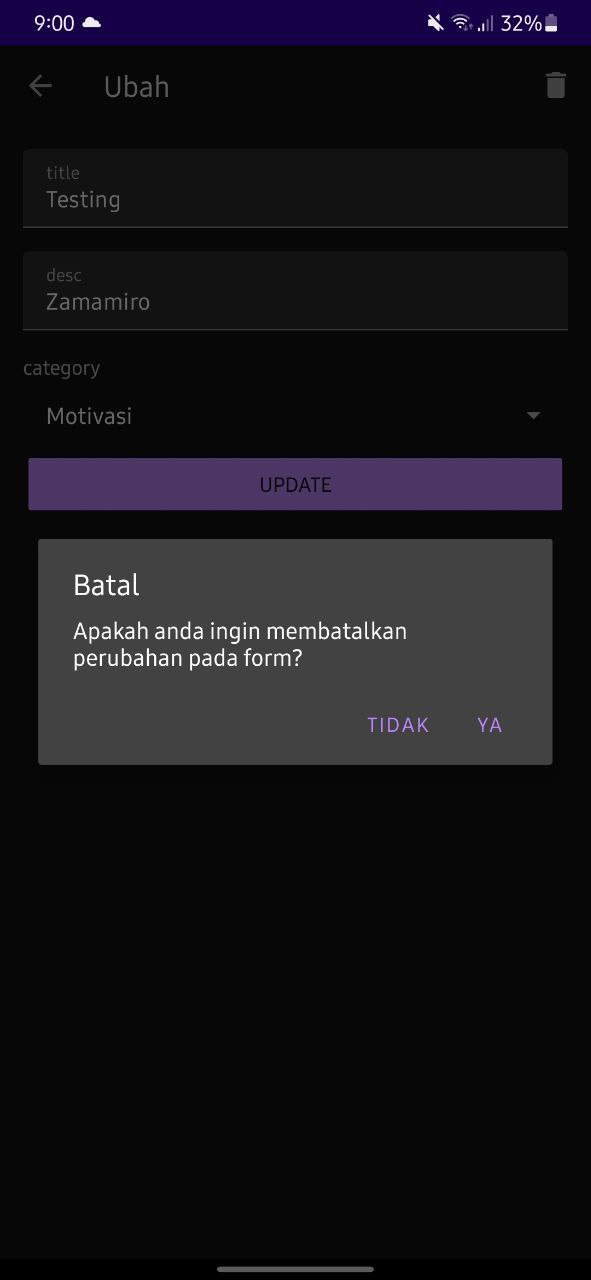 9:00 32%
Ubah
title
Testing
desc
Zamamiro
category
Motivasi
UPDATE
Batal
Apakah anda ingin membatalkan
perubahan pada form?
TIDAK YA